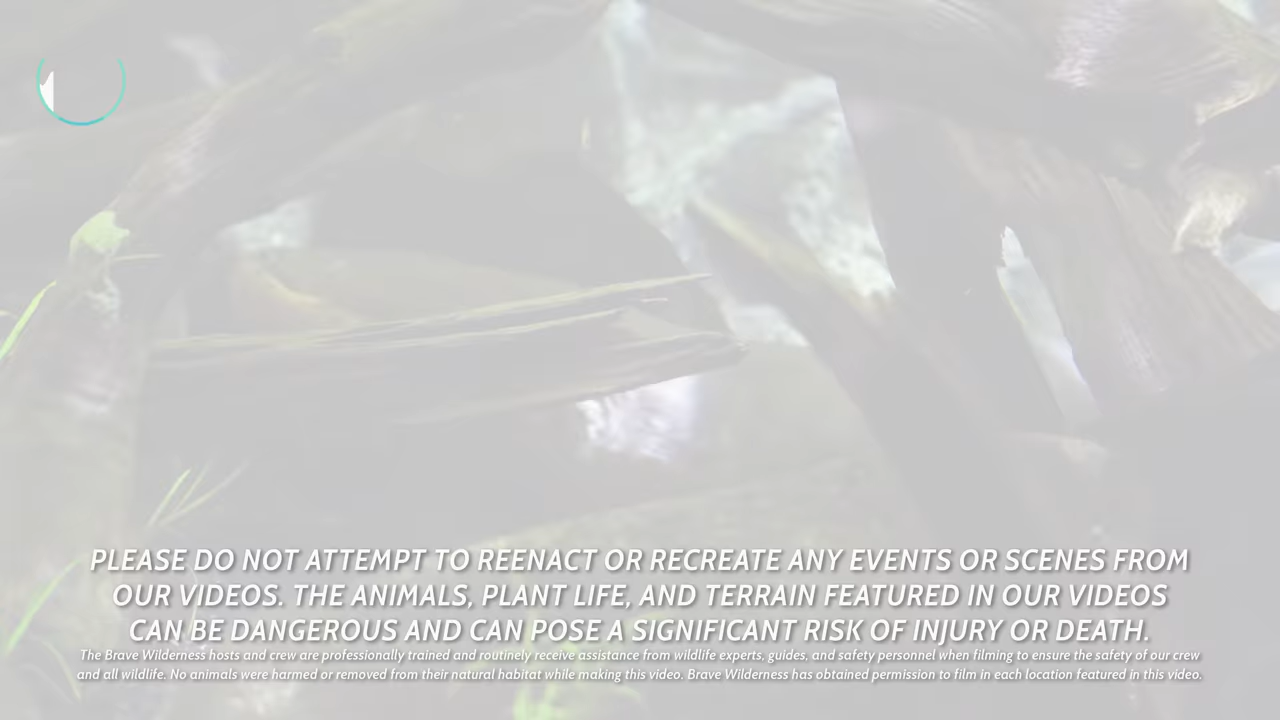 PLEASE DO NOT ATTEMPT TO REENACT OR RECREATE ANY EVENTS OR SCENES FROM
OUR VIDEOS. THE ANIMALS, PLANT LIFE, AND TERRAIN FEATURED IN OUR VIDEOS
CAN BE DANGEROUS AND CAN POSE A SIGNIFICANT RISK OF INJURY OR DEATH.
The Brave Wilderness hosts and crew are professionally trained and routinely receive assistance from wildlife experts, guides, and safety personnel when filming to ensure the safety of our crew
and all wildlife. No animals were harmed or removed from their natural habitat while making this video. Brave Wilderness has obtained permission to film in each location featured in this video.